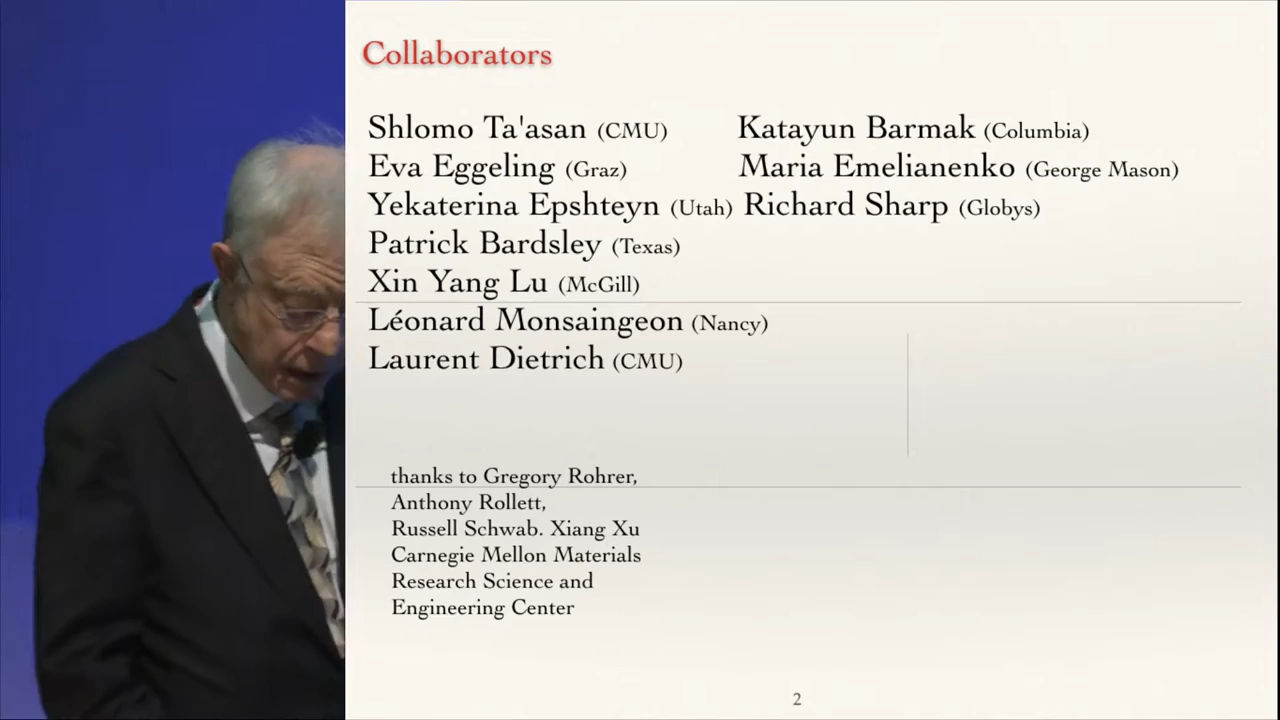 Collaborators
Shlomo Ta'asan (CMU) Katayun Barmak (Columbia)
Eva Eggeling (Graz) Maria Emelianenko (George Mason)
Yekaterina Epshteyn (Utah) Richard Sharp (Globys)
Patrick Bardsley (Texas)
Xin Yang Lu (McGill)
Léonard Monsaingeon (Nancy)
Laurent Dietrich (CMU)
thanks to Gregory Rohrer,
Anthony Rollett,
Russell Schwab. Xiang Xu
Carnegie Mellon Materials
Research Science and
Engineering Center
2